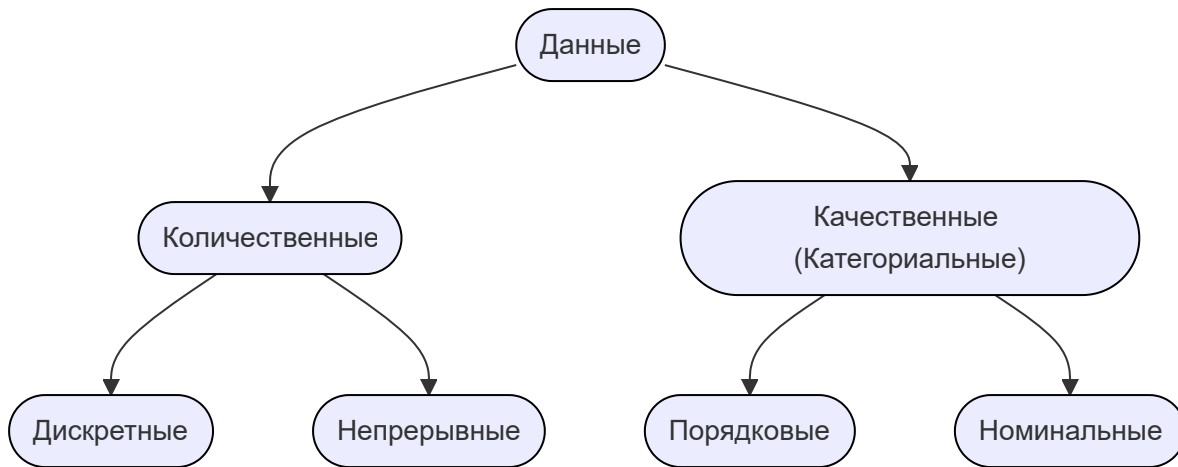 Данные
Количественные
Качественные
(Категориальные)
Дискретные
Непрерывные
Порядковые
Номинальные